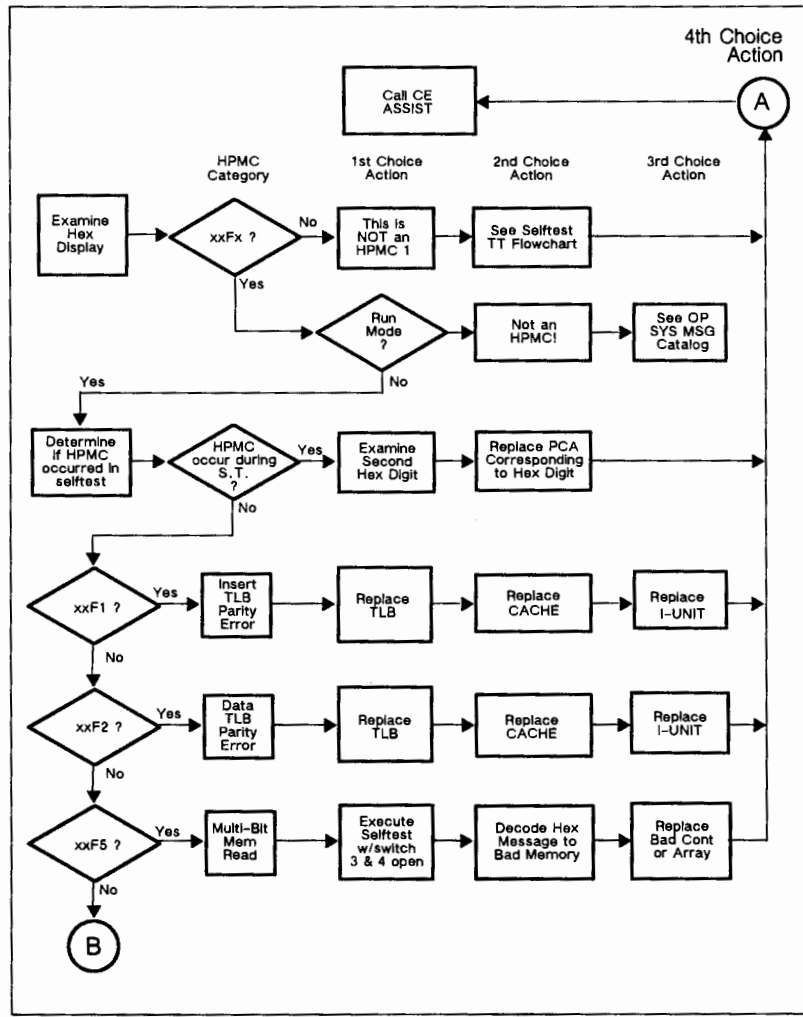 4th Choice
Action
A
Call CE
ASSIST
HPMC
Category
1st Choice
Action
2nd Choice
Action
3rd Choice
Action
Examine
Hex
Display
xxFx ?
No
This is
NOT an
HPMC 1
See Selftest
TT Flowchart
Yes
Run
Mode
?
Not an
HPMC!
See OP
SYS MSG
Catalog
Yes
No
Determine
if HPMC
occurred in
selftest
HPMC
occur during
S.T.
?
Yes
Examine
Second
Hex Digit
Replace PCA
Corresponding
to Hex Digit
No
xxF1 ?
Yes
Insert
TLB
Parity
Error
Replace
TLB
Replace
CACHE
Replace
I-UNIT
No
xxF2 ?
Yes
Data
TLB
Parity
Error
Replace
TLB
Replace
CACHE
Replace
I-UNIT
No
xxF5 ?
Yes
Multi-Bit
Mem
Read
Execute
Selftest
w/switch
3 & 4 open
Decode Hex
Message to
Bad Memory
Replace
Bad Cont
or Array
No
B